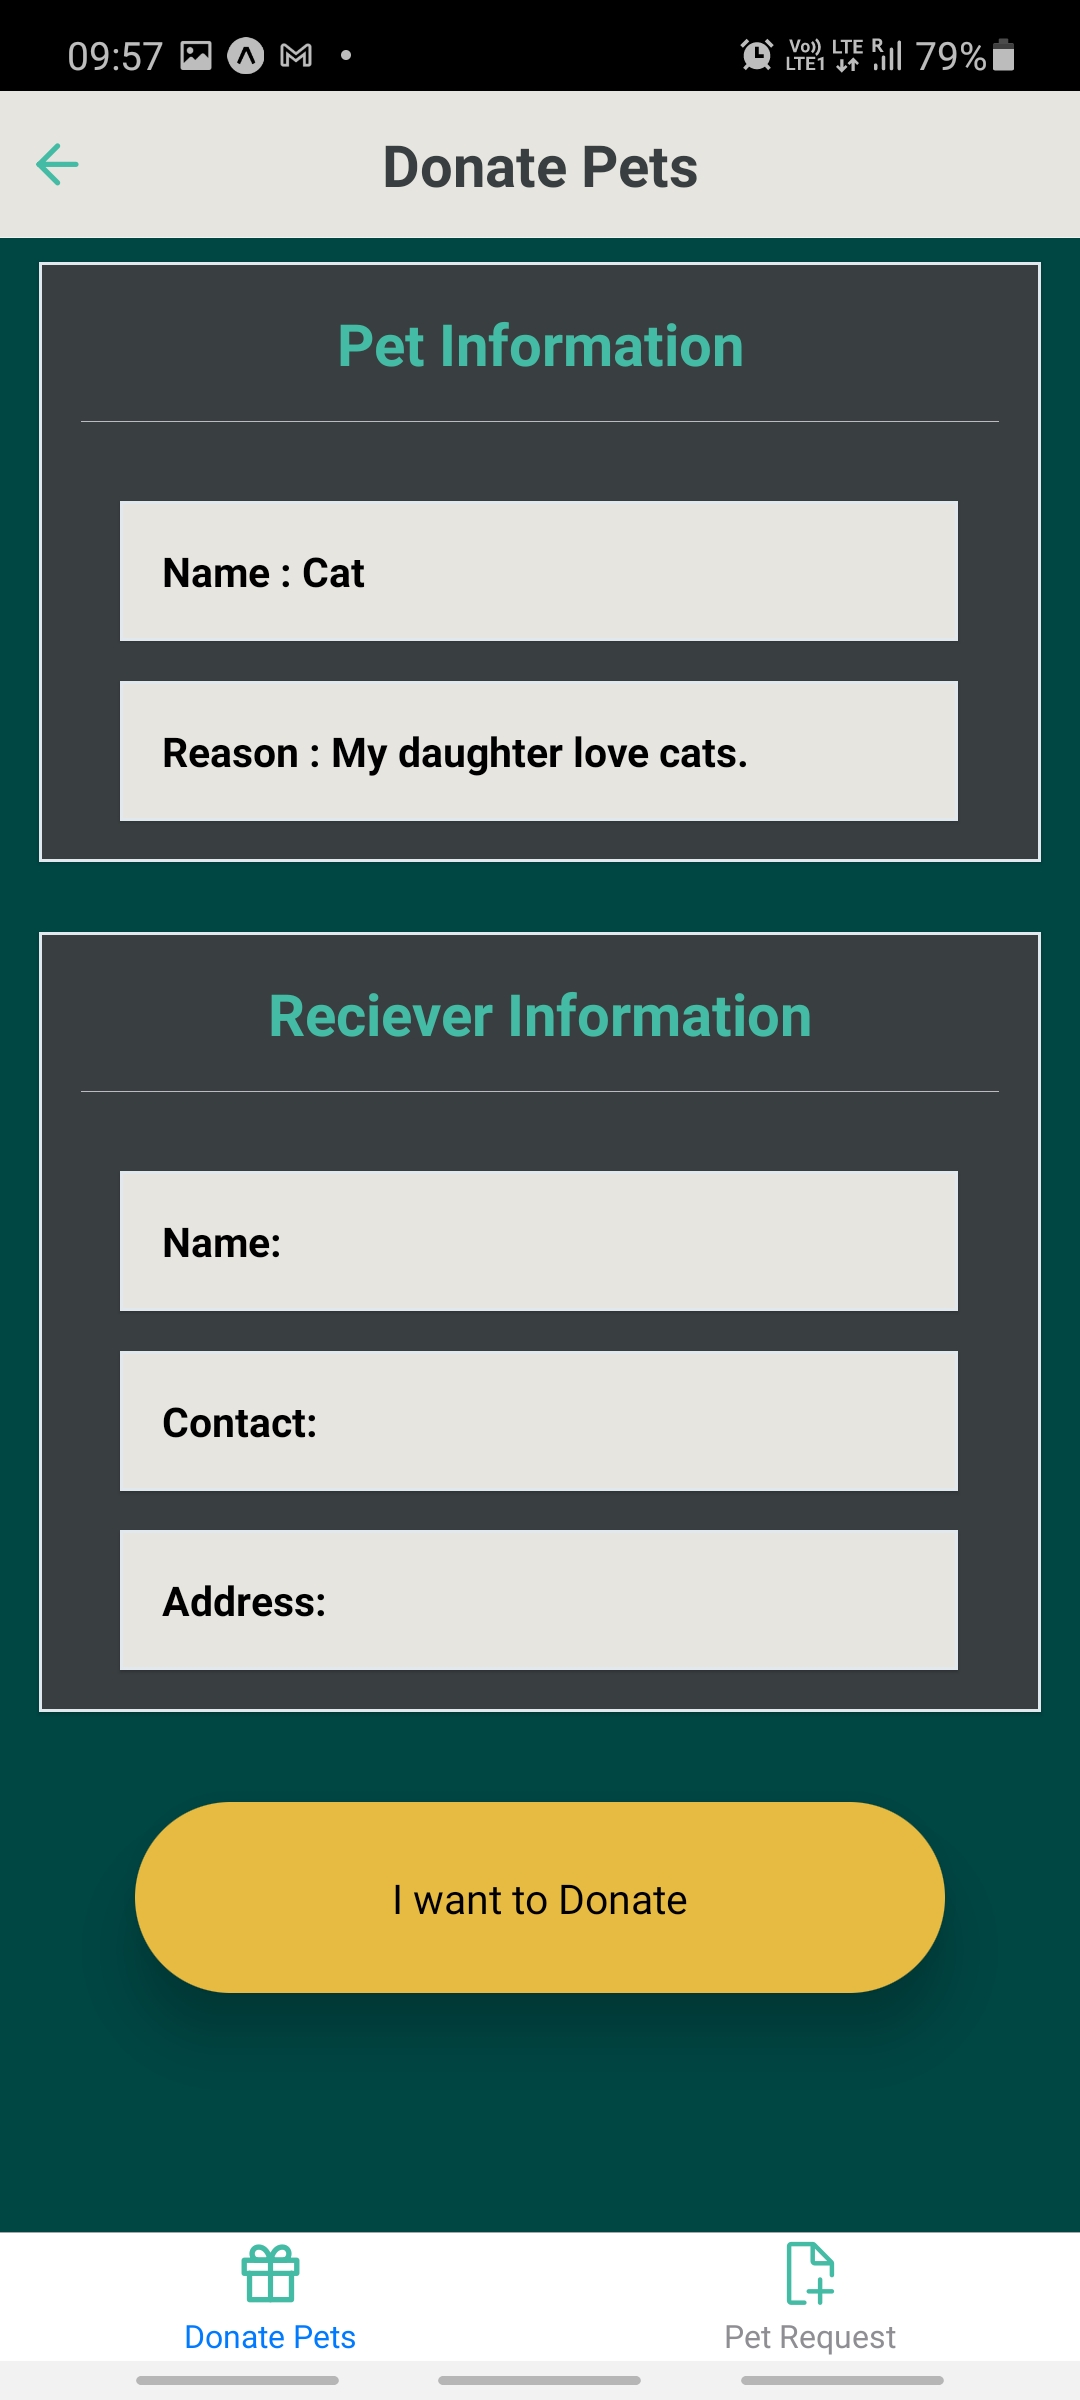 09:57
Vo)) LTE R 79%
LTE1
Donate Pets
Pet Information
Name : Cat
Reason : My daughter love cats.
Reciever Information
Name:
Contact:
Address:
I want to Donate
Donate Pets
Pet Request